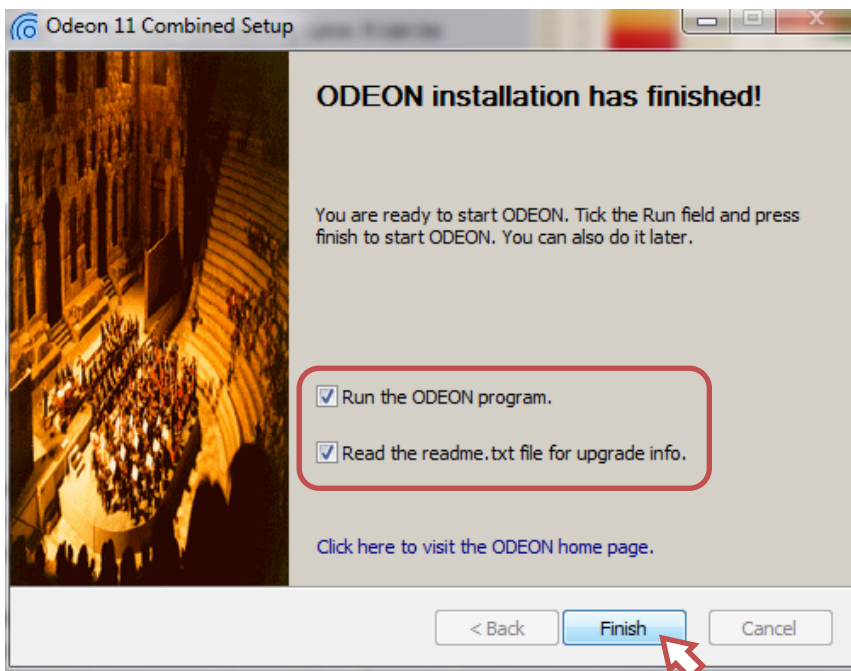 Odeon 11 Combined Setup
ODEON installation has finished!
You are ready to start ODEON. Tick the Run field and press
finish to start ODEON. You can also do it later.
Run the ODEON program.
Read the readme.txt file for upgrade info.
Click here to visit the ODEON home page.
< Back Finish Cancel